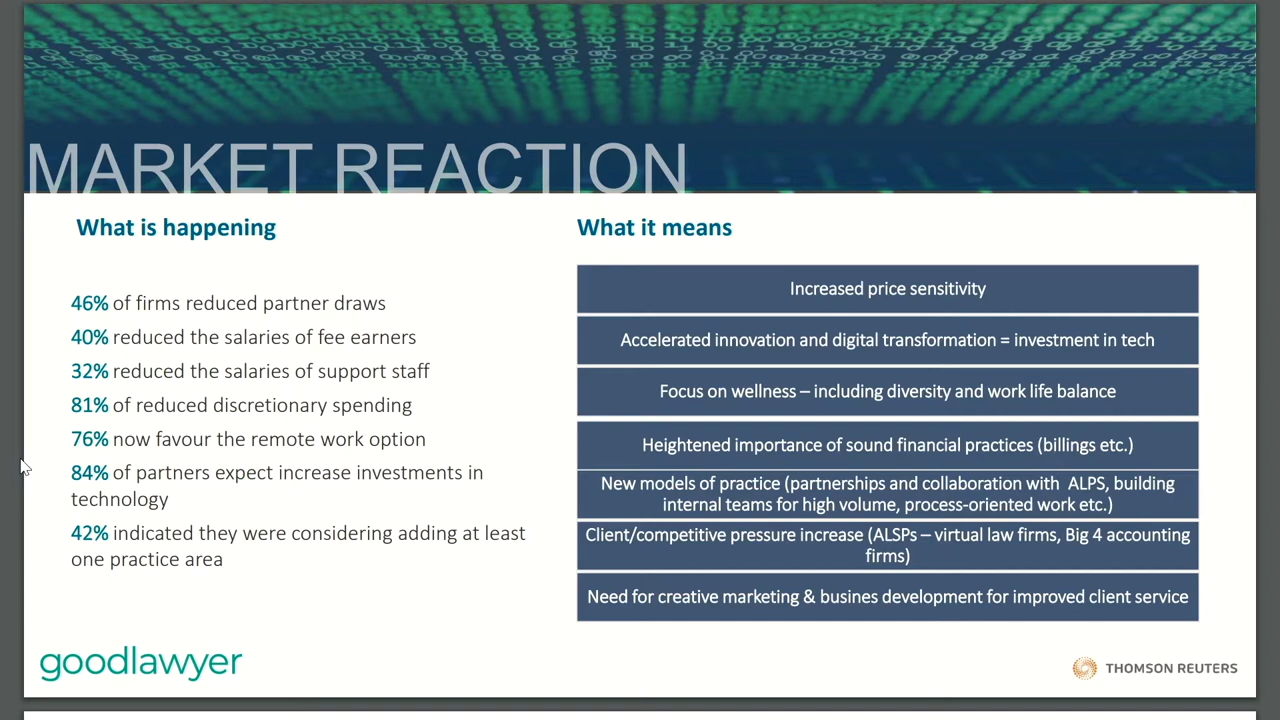 MARKET REACTION
What is happening
46% of firms reduced partner draws
40% reduced the salaries of fee earners
32% reduced the salaries of support staff
81% of reduced discretionary spending
76% now favour the remote work option
84% of partners expect increase investments in
technology
42% indicated they were considering adding at least
one practice area
What it means
Increased price sensitivity
Accelerated innovation and digital transformation = investment in tech
Focus on wellness – including diversity and work life balance
Heightened importance of sound financial practices (billings etc.)
New models of practice (partnerships and collaboration with ALPS, building
internal teams for high volume, process-oriented work etc.)
Client/competitive pressure increase (ALSPs – virtual law firms, Big 4 accounting
firms)
Need for creative marketing & busines development for improved client service
goodlawyer
THOMSON REUTERS